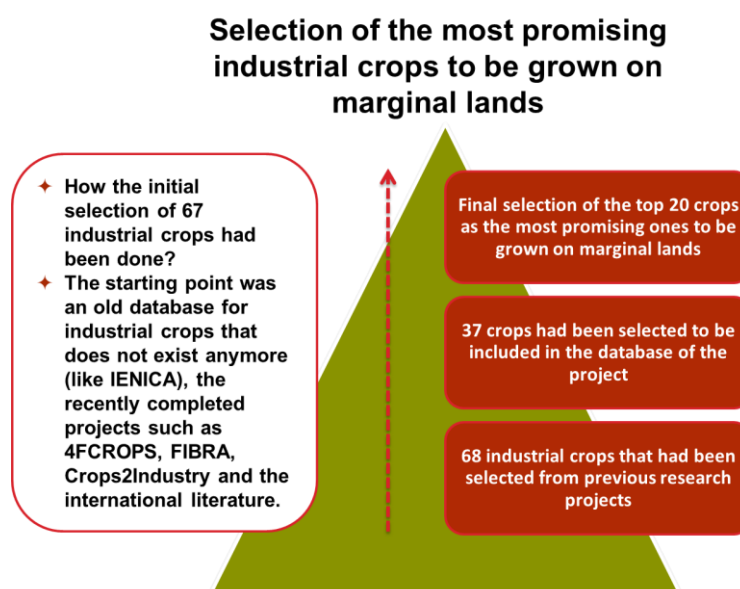 Selection of the most promising
industrial crops to be grown on
marginal lands
✦ How the initial
selection of 67
industrial crops had
been done?
✦ The starting point was
an old database for
industrial crops that
does not exist anymore
(like IENICA), the
recently completed
projects such as
4FCROPS, FIBRA,
Crops2Industry and the
international literature.
Final selection of the top 20 crops
as the most promising ones to be
grown on marginal lands
37 crops had been selected to be
included in the database of the
project
68 industrial crops that had been
selected from previous research
projects